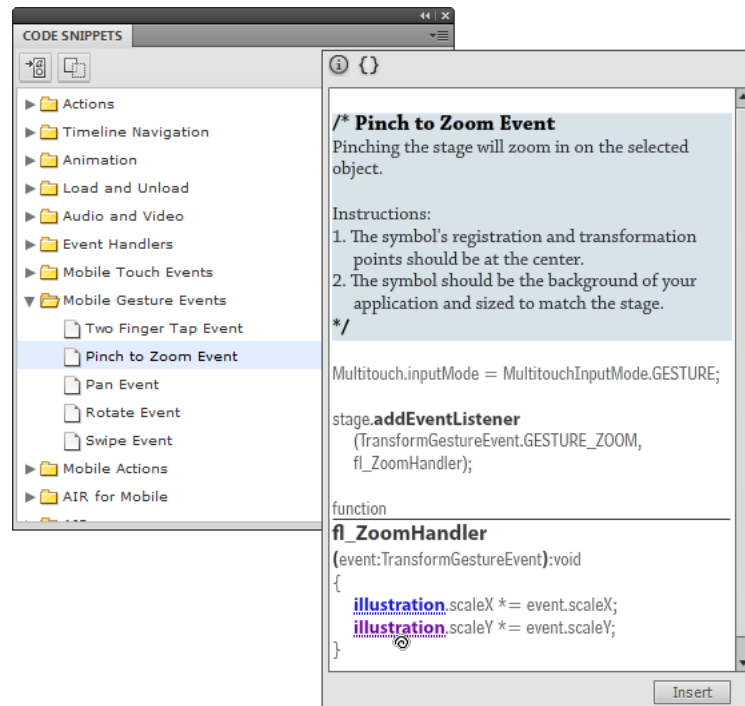 CODE SNIPPETS
Actions
Timeline Navigation
Animation
Load and Unload
Audio and Video
Event Handlers
Mobile Touch Events
Mobile Gesture Events
Two Finger Tap Event
Pinch to Zoom Event
Pan Event
Rotate Event
Swipe Event
Mobile Actions
AIR for Mobile
{}
/* Pinch to Zoom Event
Pinching the stage will zoom in on the selected
object.
Instructions:
1. The symbol's registration and transformation
points should be at the center.
2. The symbol should be the background of your
application and sized to match the stage.
*/
Multitouch.inputMode = MultitouchInputMode.GESTURE;
stage.addEventListener
(TransformGestureEvent.GESTURE_ZOOM,
fl_ZoomHandler);
function
fl_ZoomHandler
(event:TransformGestureEvent):void
{
illustration.scaleX *= event.scaleX;
illustration.scaleY *= event.scaleY;
}
Insert